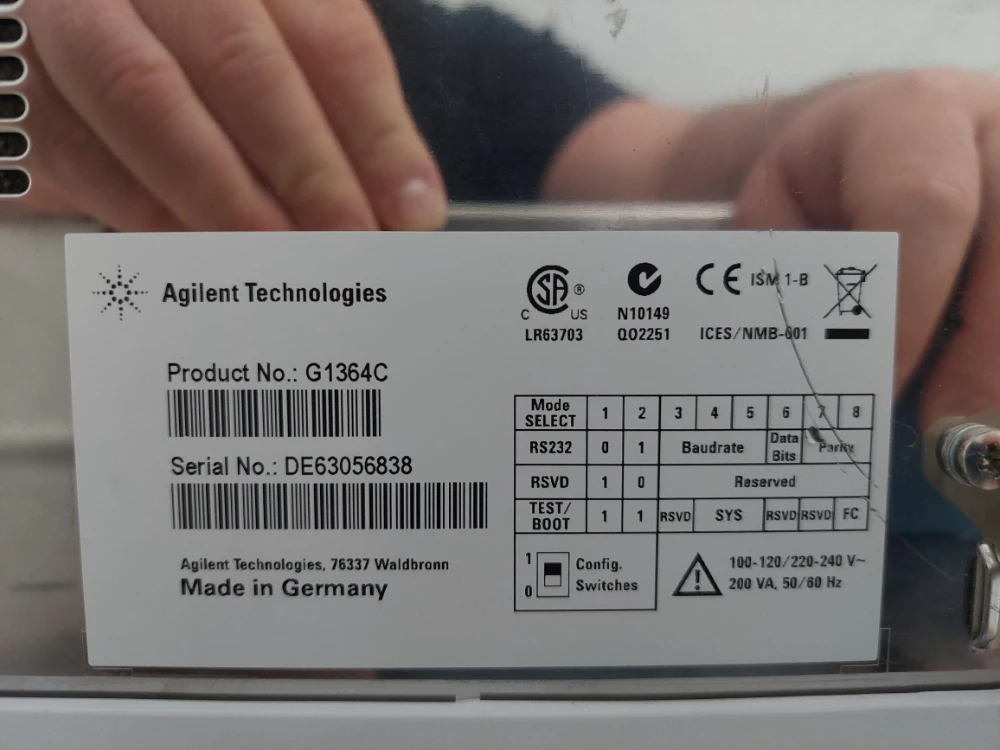 Agilent Technologies
Product No.: G1364C
Serial No.: DE63056838
Agilent Technologies, 76337 Waldbronn
Made in Germany
SA ®
C US
LR63703
N10149
QO2251
CE ISM 1-B
ICES/NMB-001
Mode SELECT 1 2 3 4 5 6 7 8
RS232 0 1 Baudrate Data Bits Parity
RSVD 1 0 Reserved
TEST/BOOT 1 1 RSVD SYS RSVD RSVD FC
1
0
Config.
Switches
100-120/220-240 V~
200 VA, 50/60 Hz